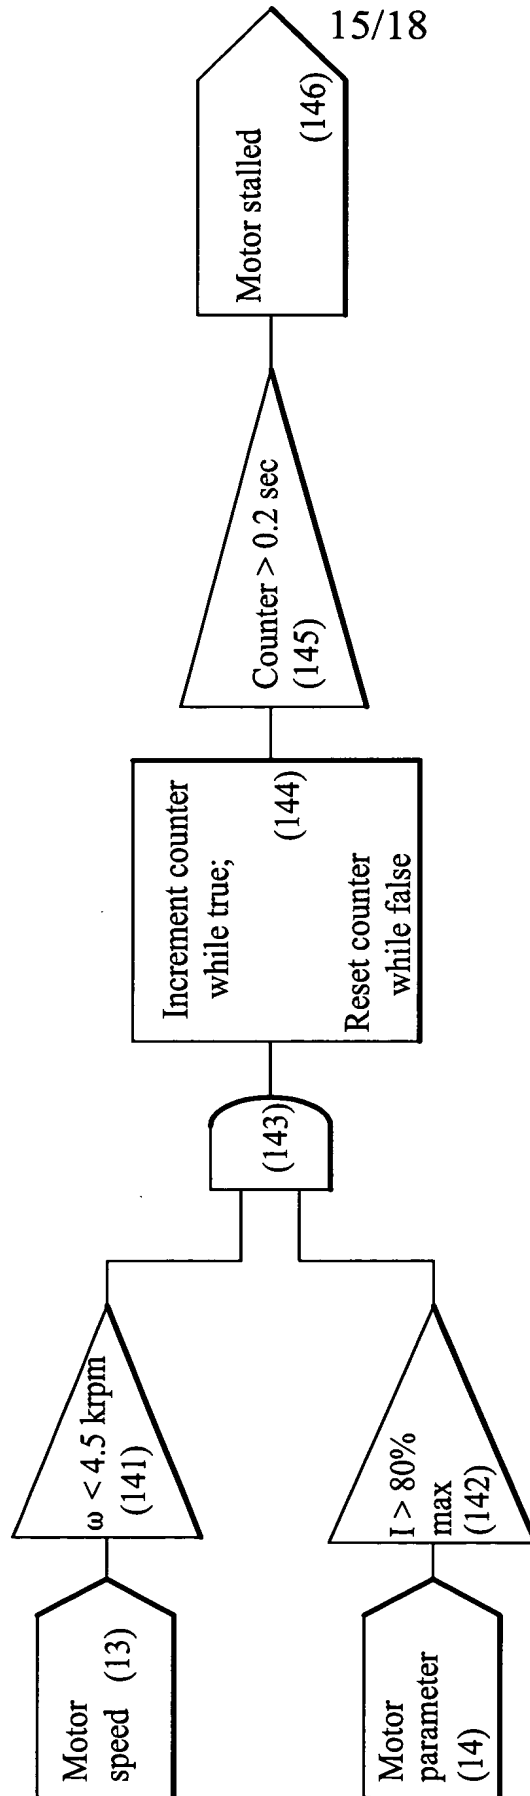 15/18
Motor
speed (13)
ω < 4.5 krpm
(141)
Motor
parameter
(14)
I > 80%
max
(142)
(143)
Increment counter
while true;
(144)
Reset counter
while false
Counter > 0.2 sec
(145)
Motor stalled
(146)